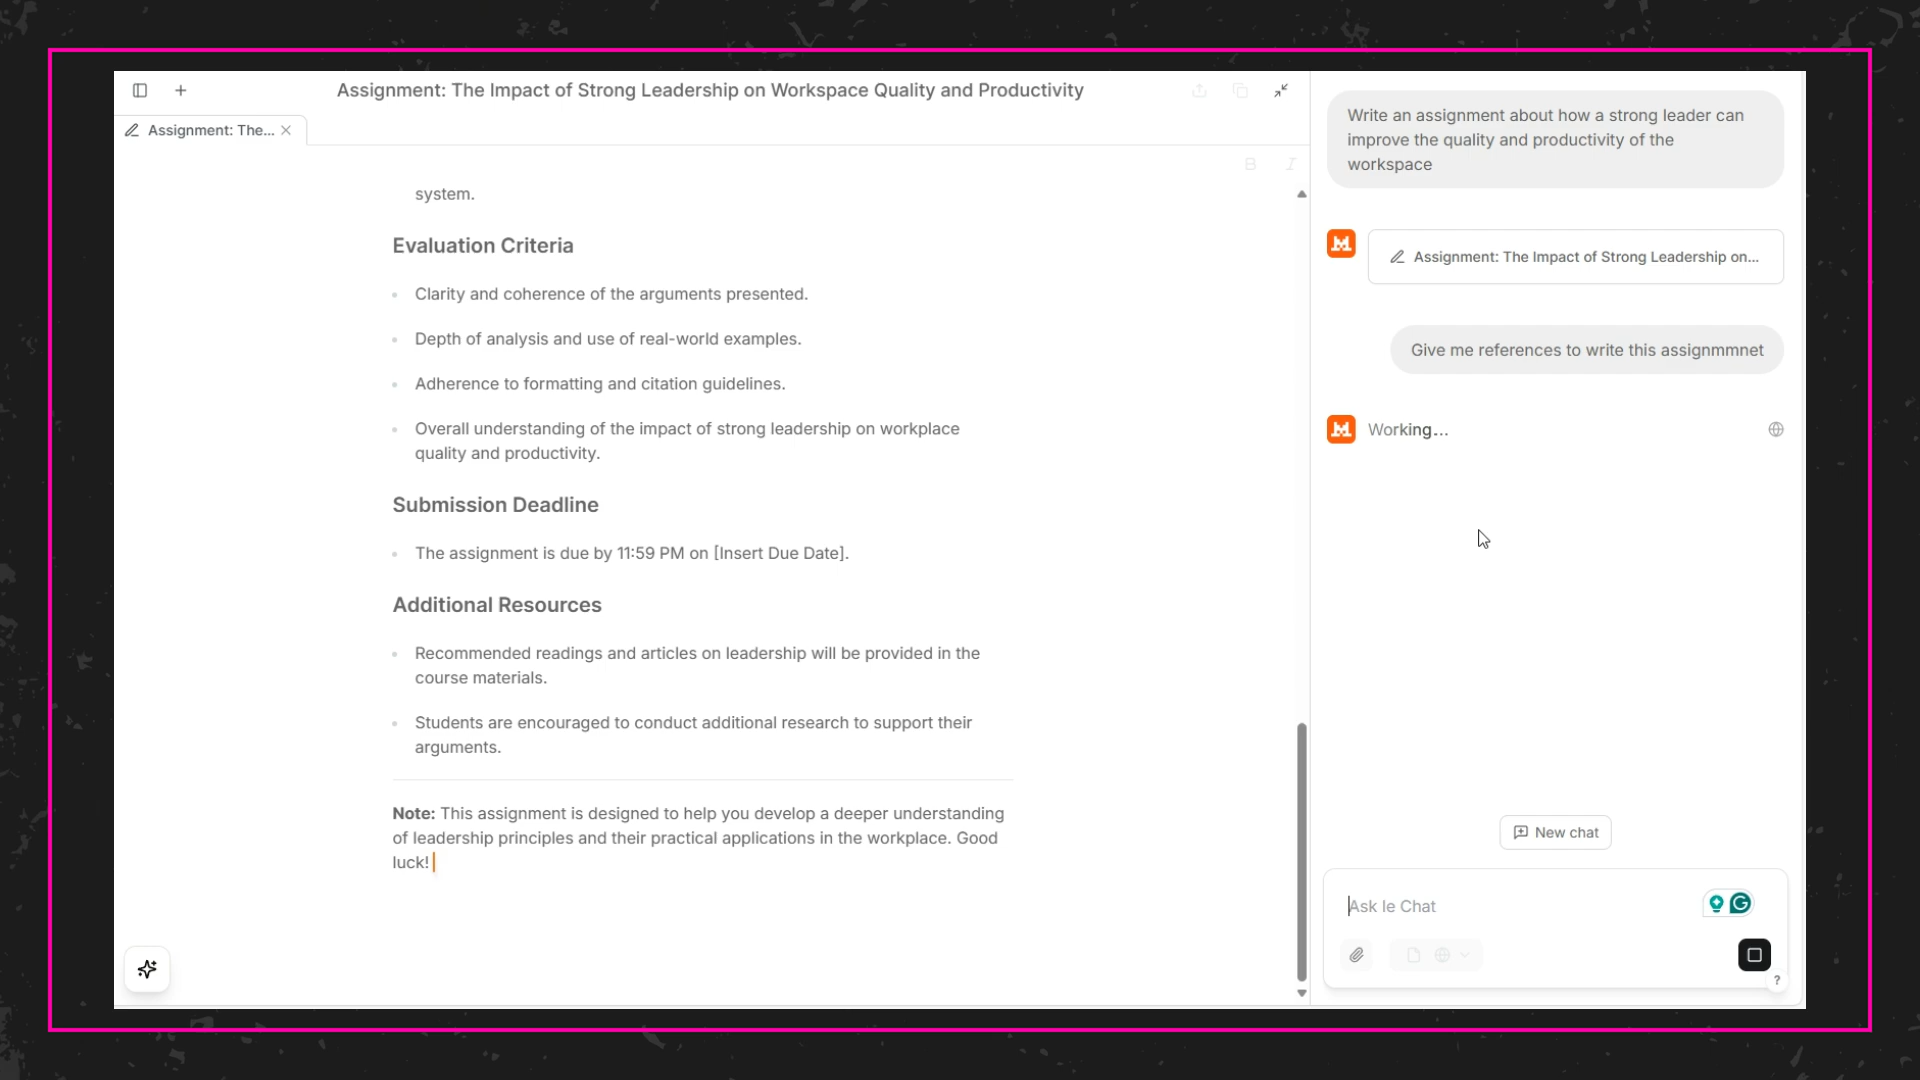 Assignment: The Impact of Strong Leadership on Workspace Quality and Productivity
Assignment: The...
B I
system.
Evaluation Criteria
Clarity and coherence of the arguments presented.
Depth of analysis and use of real-world examples.
Adherence to formatting and citation guidelines.
Overall understanding of the impact of strong leadership on workplace
quality and productivity.
Submission Deadline
The assignment is due by 11:59 PM on [Insert Due Date].
Additional Resources
Recommended readings and articles on leadership will be provided in the
course materials.
Students are encouraged to conduct additional research to support their
arguments.
Note: This assignment is designed to help you develop a deeper understanding
of leadership principles and their practical applications in the workplace. Good
luck!
Write an assignment about how a strong leader can
improve the quality and productivity of the
workspace
Assignment: The Impact of Strong Leadership on...
Give me references to write this assignmmnet
Working...
New chat
Ask le Chat
?